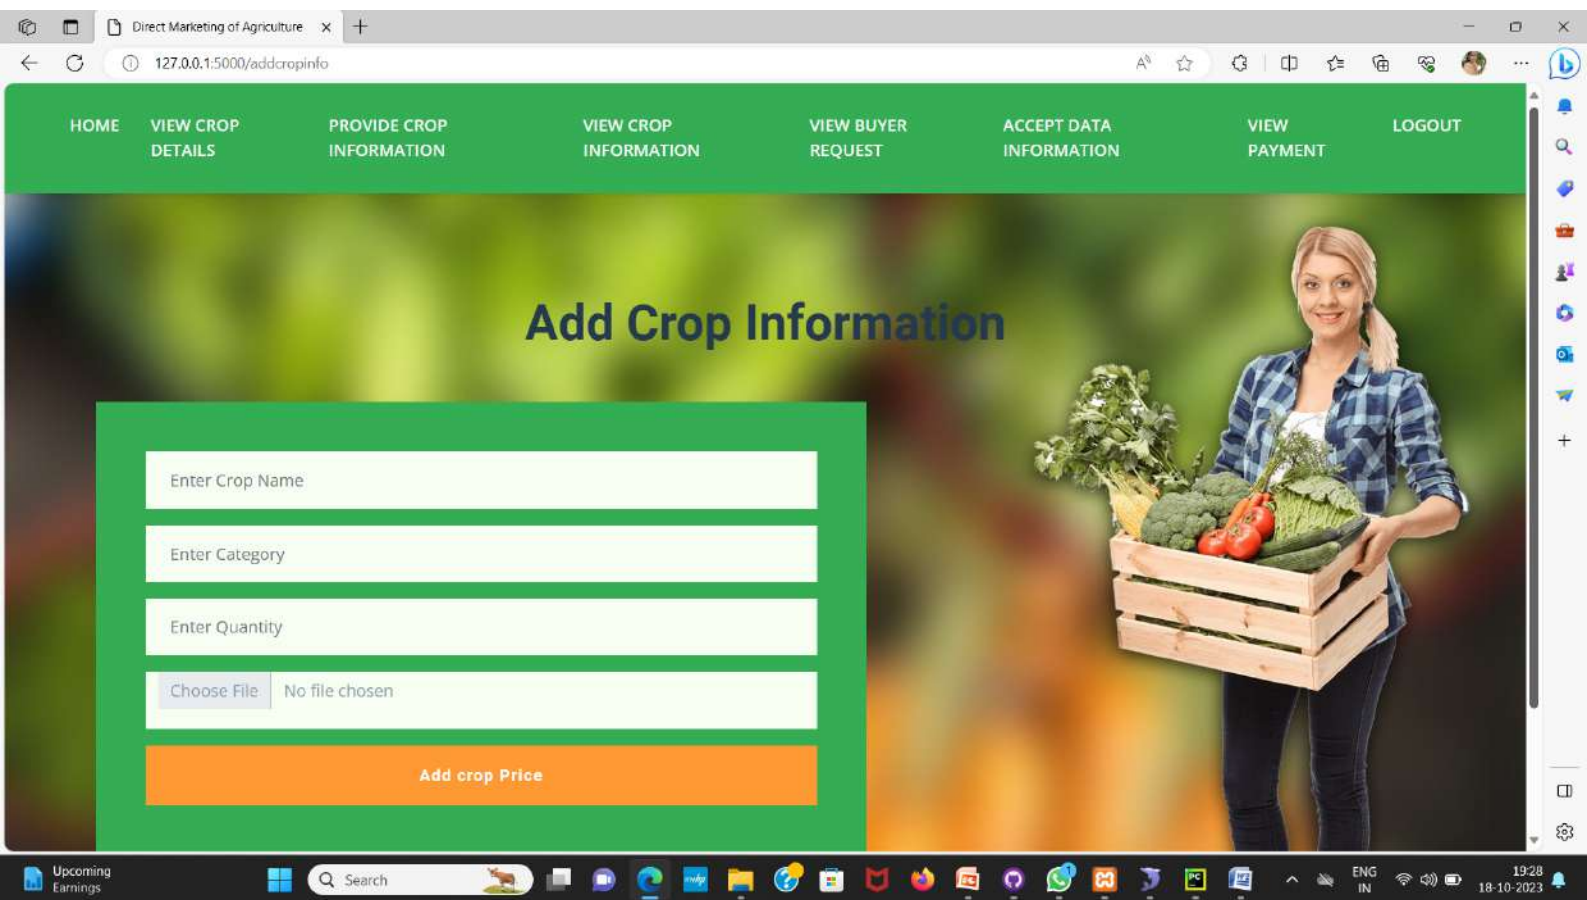 Direct Marketing of Agriculture
127.0.0.1:5000/addcropinfo
HOME
VIEW CROP
DETAILS
PROVIDE CROP
INFORMATION
VIEW CROP
INFORMATION
VIEW BUYER
REQUEST
ACCEPT DATA
INFORMATION
VIEW
PAYMENT
LOGOUT
Add Crop Information
Enter Crop Name
Enter Category
Enter Quantity
Choose File No file chosen
Add crop Price
Upcoming
Earnings
Search
ENG
IN
19:28
18-10-2023